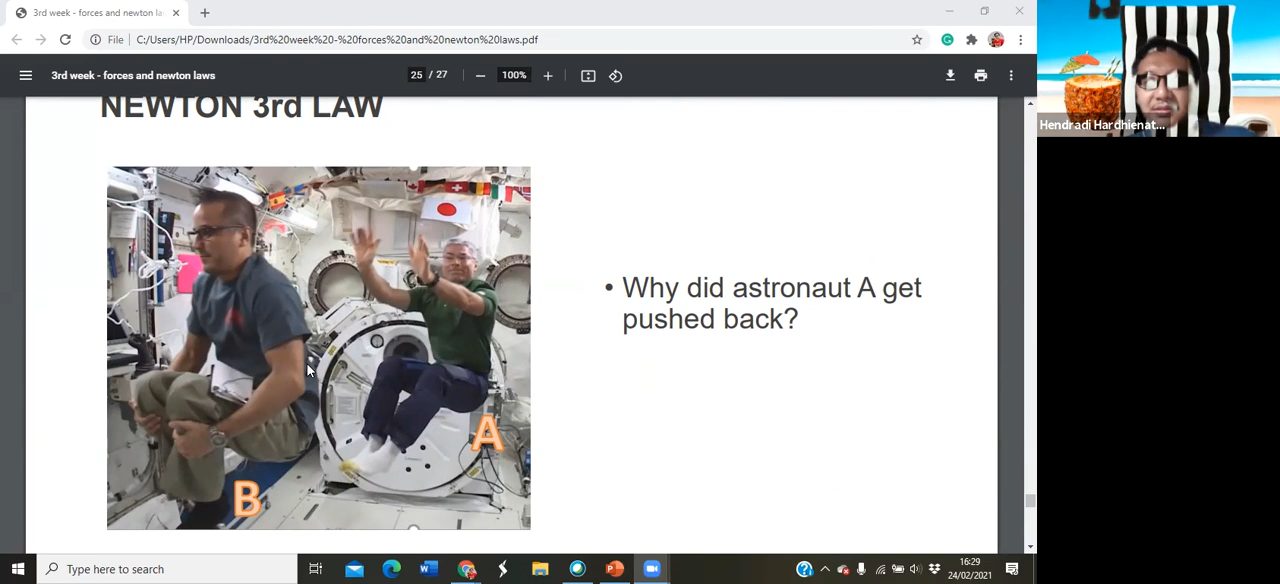 3rd week - forces and newton la
File
C:/Users/HP/Downloads/3rd%20week%20-%20forces%20and%20newton%20laws.pdf
3rd week - forces and newton laws
25 / 27
100%
Hendradi Hardhienat...
NEWTON 3rd LAW
• Why did astronaut A get
pushed back?
A
B
Type here to search
16:29
24/02/2021